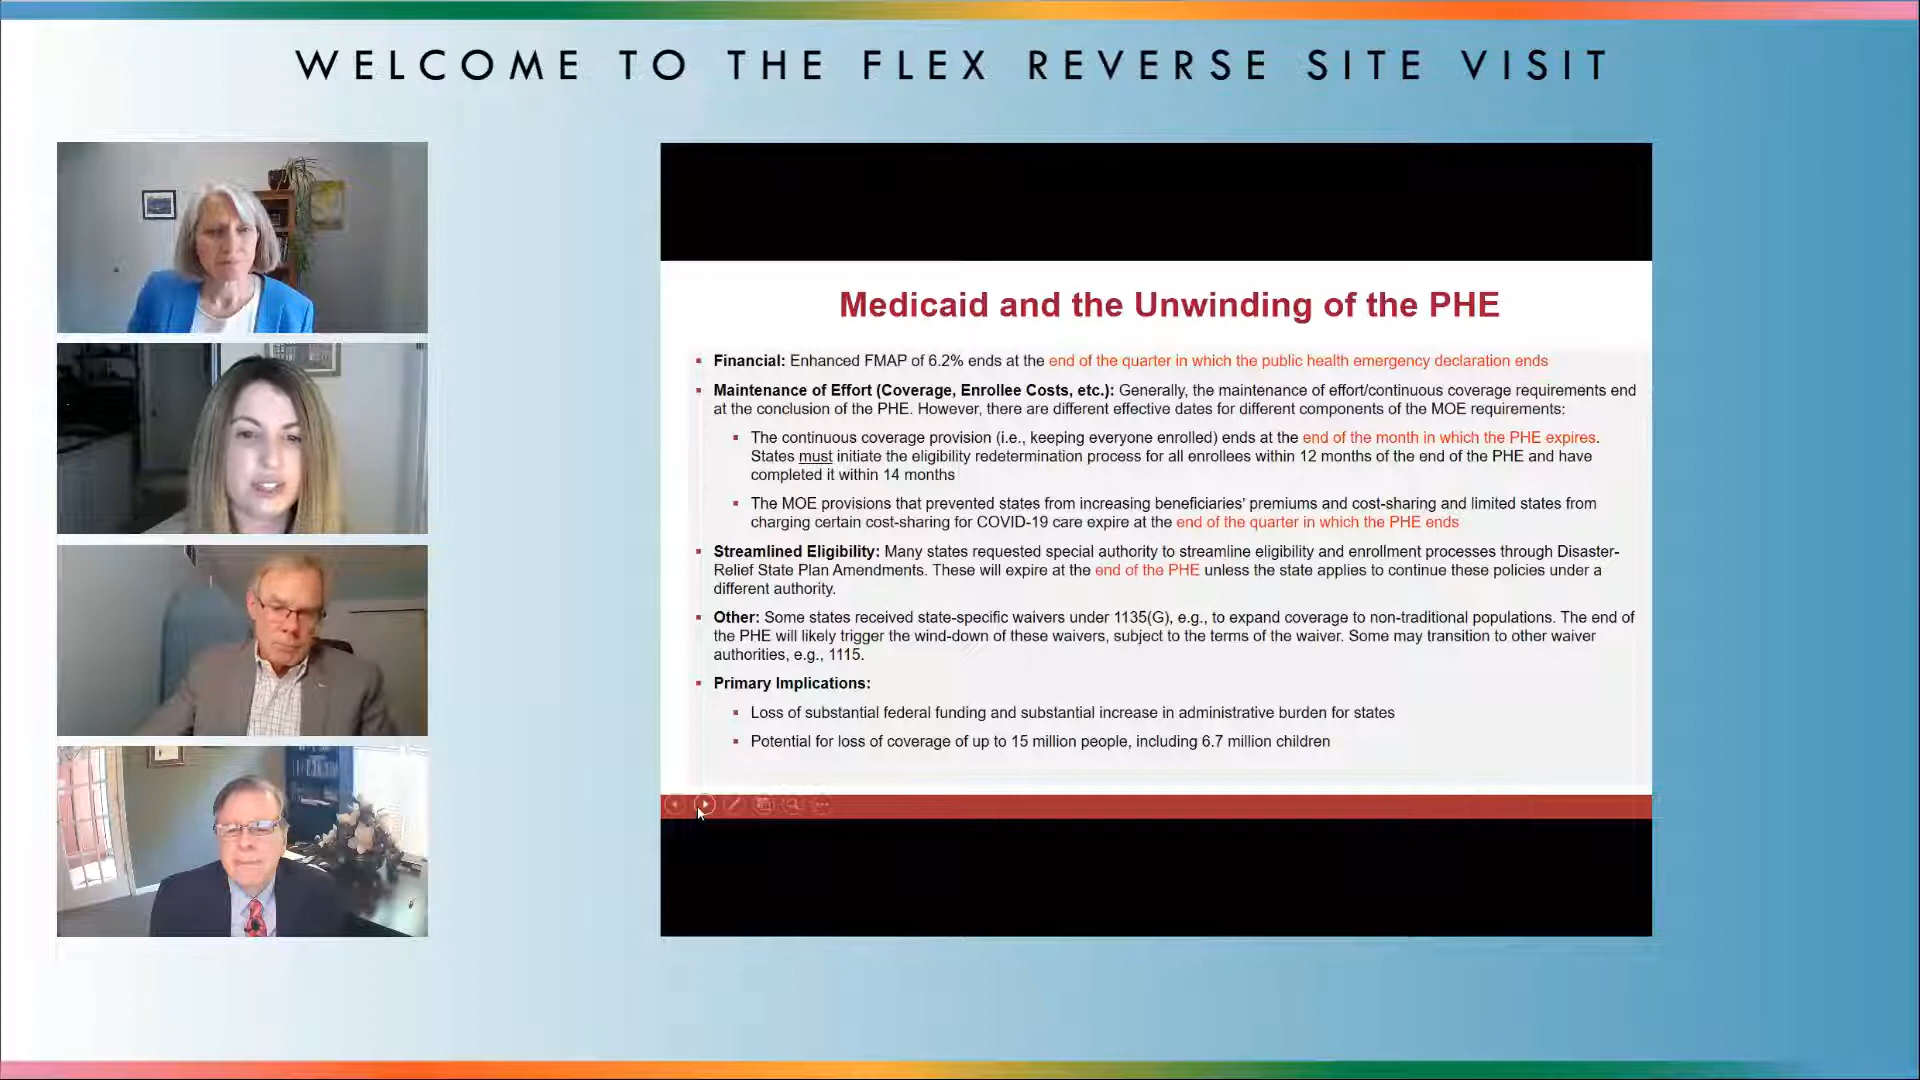 WELCOME TO THE FLEX REVERSE SITE VISIT
Medicaid and the Unwinding of the PHE
Financial: Enhanced FMAP of 6.2% ends at the end of the quarter in which the public health emergency declaration ends
Maintenance of Effort (Coverage, Enrollee Costs, etc.): Generally, the maintenance of effort/continuous coverage requirements end
at the conclusion of the PHE. However, there are different effective dates for different components of the MOE requirements:
The continuous coverage provision (i.e., keeping everyone enrolled) ends at the end of the month in which the PHE expires.
States must initiate the eligibility redetermination process for all enrollees within 12 months of the end of the PHE and have
completed it within 14 months
The MOE provisions that prevented states from increasing beneficiaries' premiums and cost-sharing and limited states from
charging certain cost-sharing for COVID-19 care expire at the end of the quarter in which the PHE ends
Streamlined Eligibility: Many states requested special authority to streamline eligibility and enrollment processes through Disaster-
Relief State Plan Amendments. These will expire at the end of the PHE unless the state applies to continue these policies under a
different authority.
Other: Some states received state-specific waivers under 1135(G), e.g., to expand coverage to non-traditional populations. The end of
the PHE will likely trigger the wind-down of these waivers, subject to the terms of the waiver. Some may transition to other waiver
authorities, e.g., 1115.
Primary Implications:
Loss of substantial federal funding and substantial increase in administrative burden for states
Potential for loss of coverage of up to 15 million people, including 6.7 million children